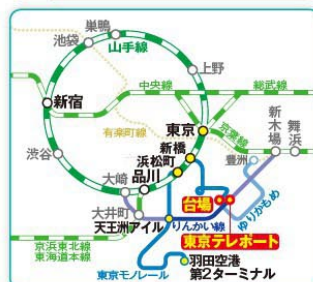 巣鴨
池袋
山手線
上野
中央線
総武線
新宿
東京
有楽町線
京葉線
新木場
舞浜
新橋
浜松町
豊洲
渋谷
品川
大崎
台場
ゆりかもめ
大井町
天王洲アイル
りんかい線
東京テレポート
京浜東北線
東海道本線
東京モノレール
羽田空港
第2ターミナル